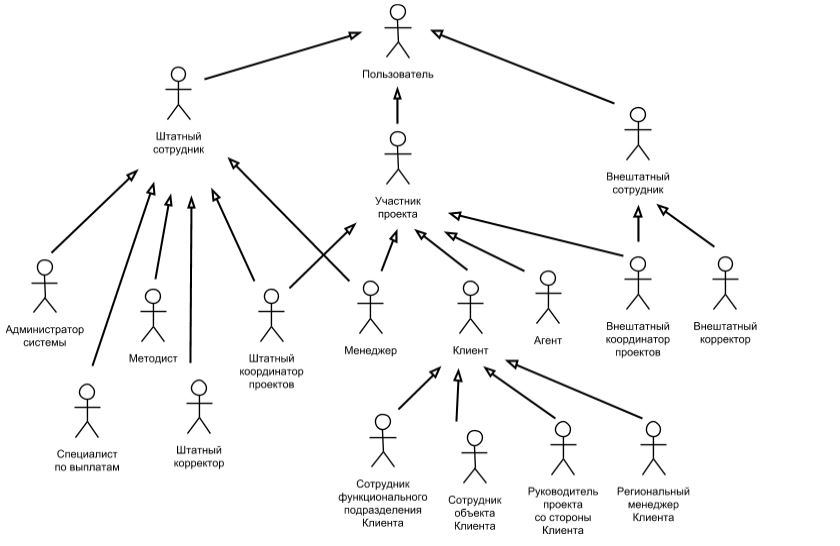 Пользователь
Штатный
сотрудник
Внештатный
сотрудник
Участник
проекта
Администратор
системы
Методист
Штатный
координатор
проектов
Менеджер
Клиент
Агент
Внештатный
координатор
проектов
Внештатный
корректор
Специалист
по выплатам
Штатный
корректор
Сотрудник
функционального
подразделения
Клиента
Сотрудник
объекта
Клиента
Руководитель
проекта
со стороны
Клиента
Региональный
менеджер
Клиента